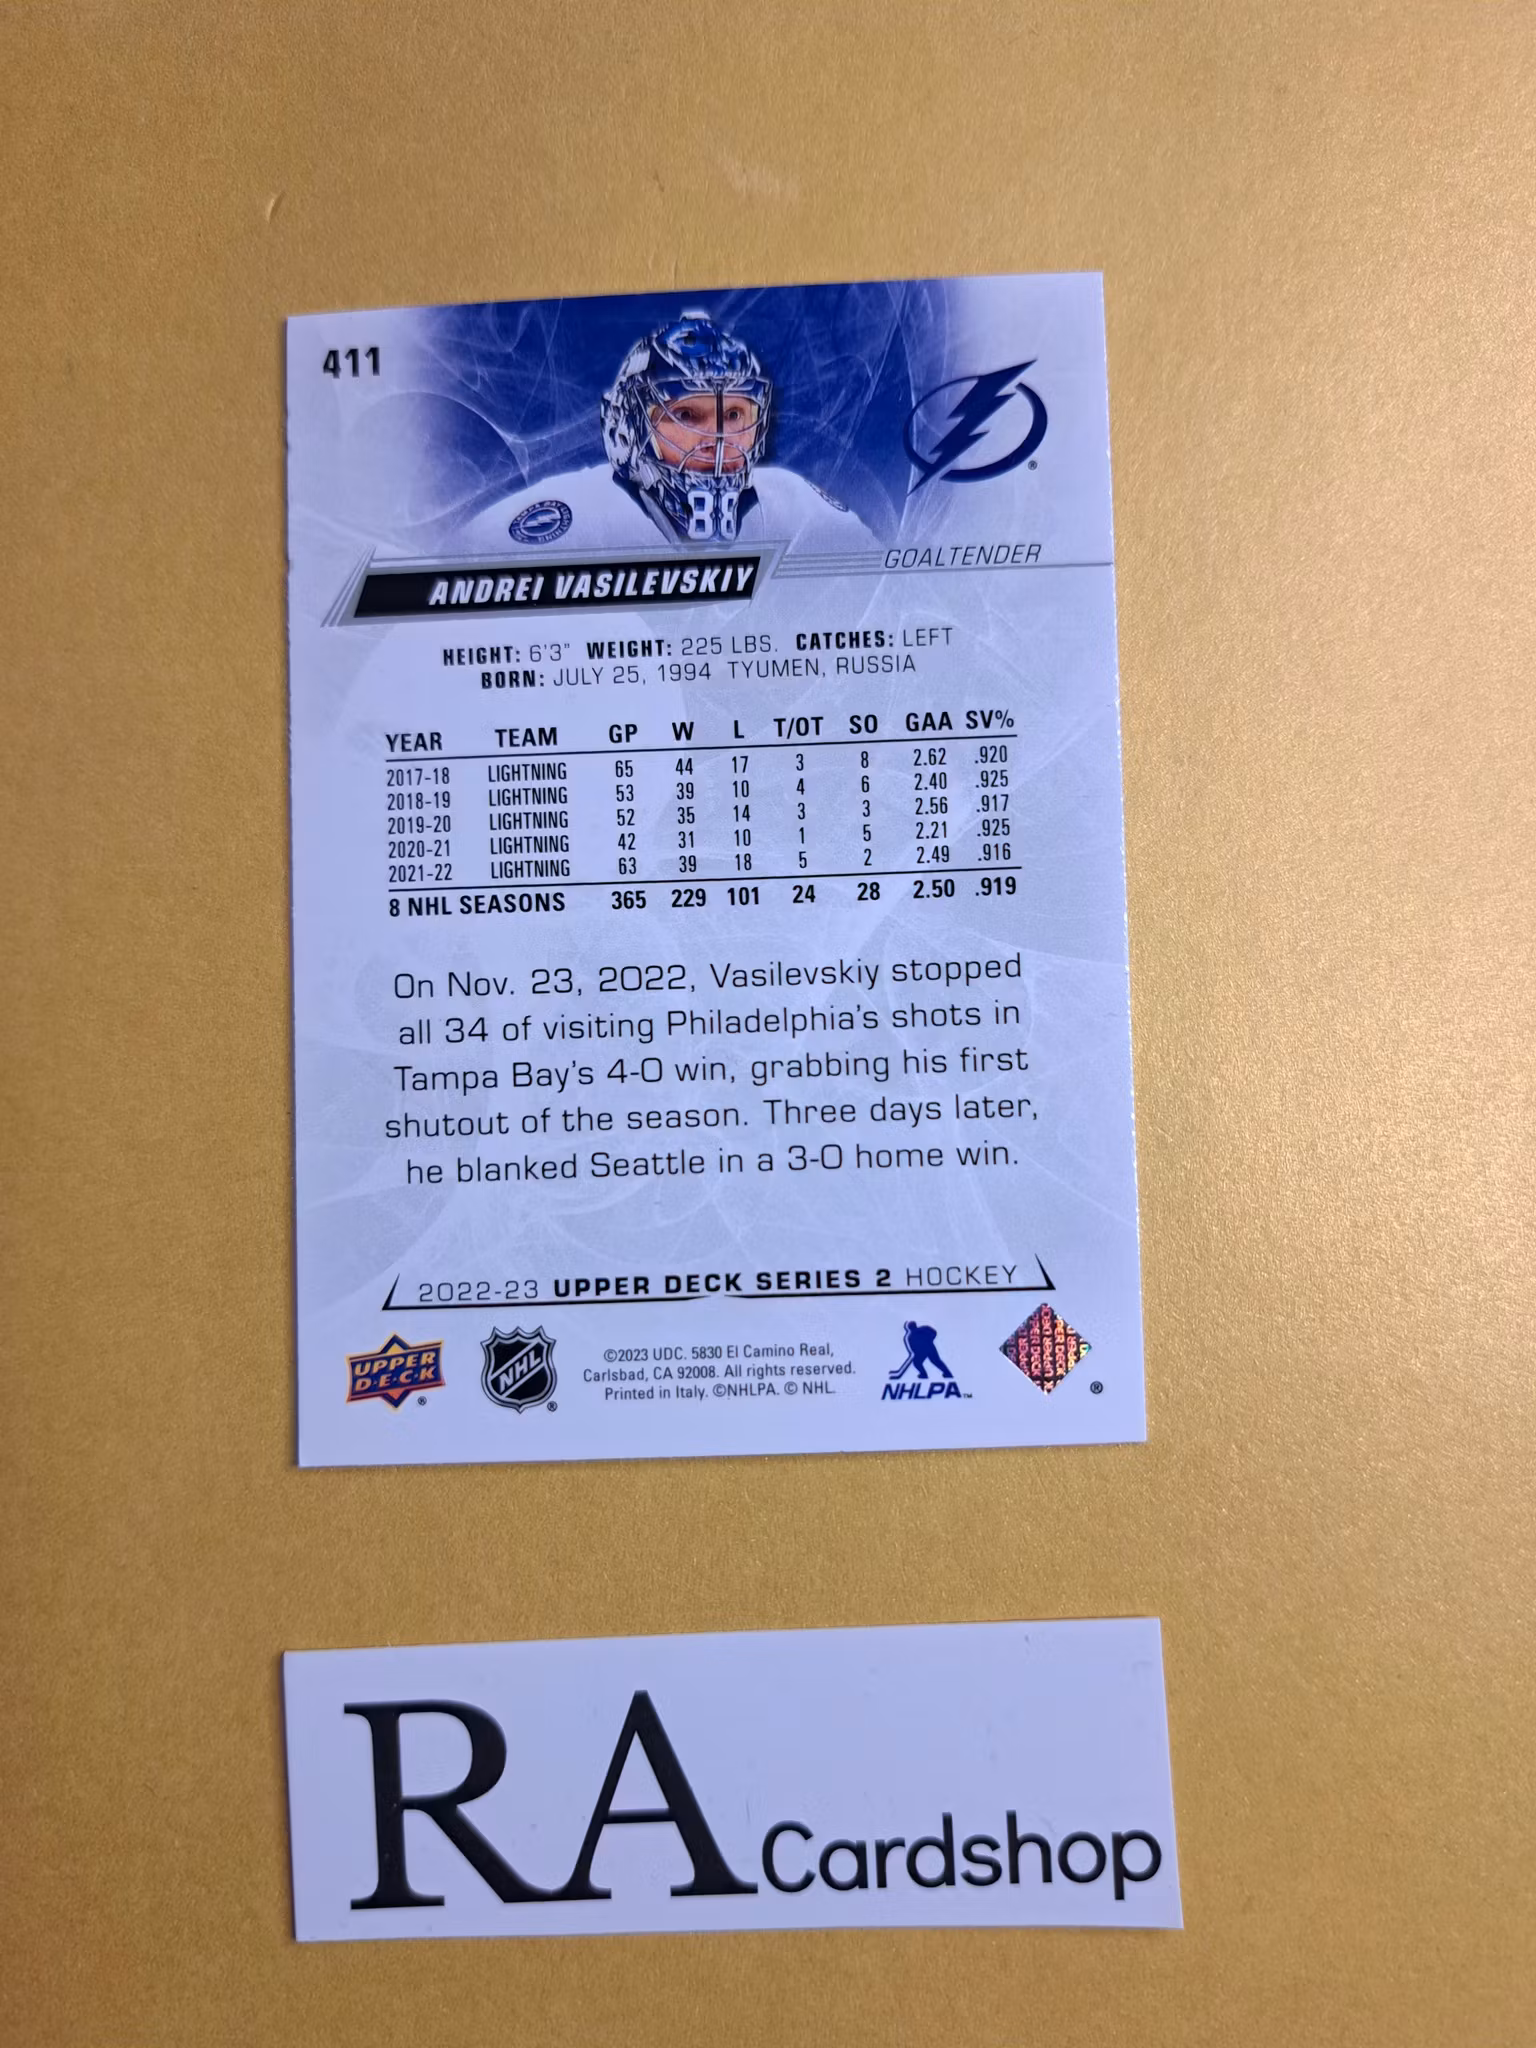 411
88
GOALTENDER
ANDREI VASILEVSKIY
HEIGHT: 6'3" WEIGHT: 225 LBS. CATCHES: LEFT
BORN: JULY 25, 1994 TYUMEN, RUSSIA
YEAR TEAM GP W L T/OT SO GAA SV%
2017-18 LIGHTNING 65 44 17 3 8 2.62 .920
2018-19 LIGHTNING 53 39 10 4 6 2.40 .925
2019-20 LIGHTNING 52 35 14 3 3 2.56 .917
2020-21 LIGHTNING 42 31 10 1 5 2.21 .925
2021-22 LIGHTNING 63 39 18 5 2 2.49 .916
8 NHL SEASONS 365 229 101 24 28 2.50 .919
On Nov. 23, 2022, Vasilevskiy stopped
all 34 of visiting Philadelphia's shots in
Tampa Bay's 4-0 win, grabbing his first
shutout of the season. Three days later,
he blanked Seattle in a 3-0 home win.
2022-23 UPPER DECK SERIES 2 HOCKEY
UPPER
D·E·C·K
NHL
©2023 UDC. 5830 El Camino Real,
Carlsbad, CA 92008. All rights reserved.
Printed in Italy. ©NHLPA. © NHL.
NHLPA™
RA Cardshop